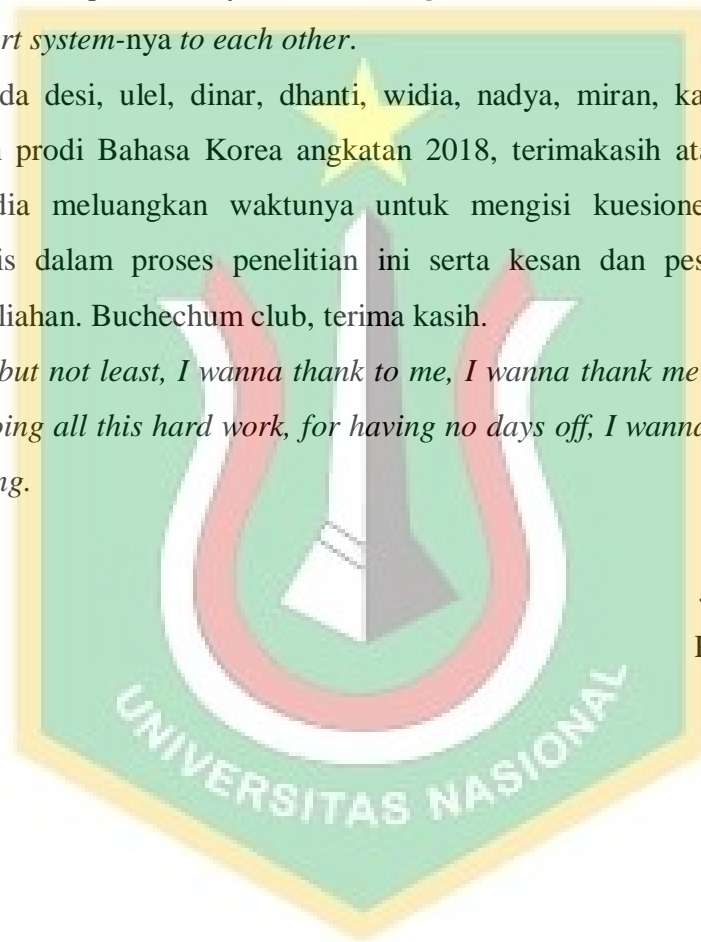 rt system-nya to each other.
da desi, ulel, dinar, dhanti, widia, nadya, miran, ka
prodi Bahasa Korea angkatan 2018, terimakasih ata
dia meluangkan waktunya untuk mengisi kuesione
is dalam proses penelitian ini serta kesan dan pes
liahan. Buchechum club, terima kasih.
but not least, I wanna thank to me, I wanna thank me
ing all this hard work, for having no days off, I wanna
ng.
UNIVERSITAS NASIONAL